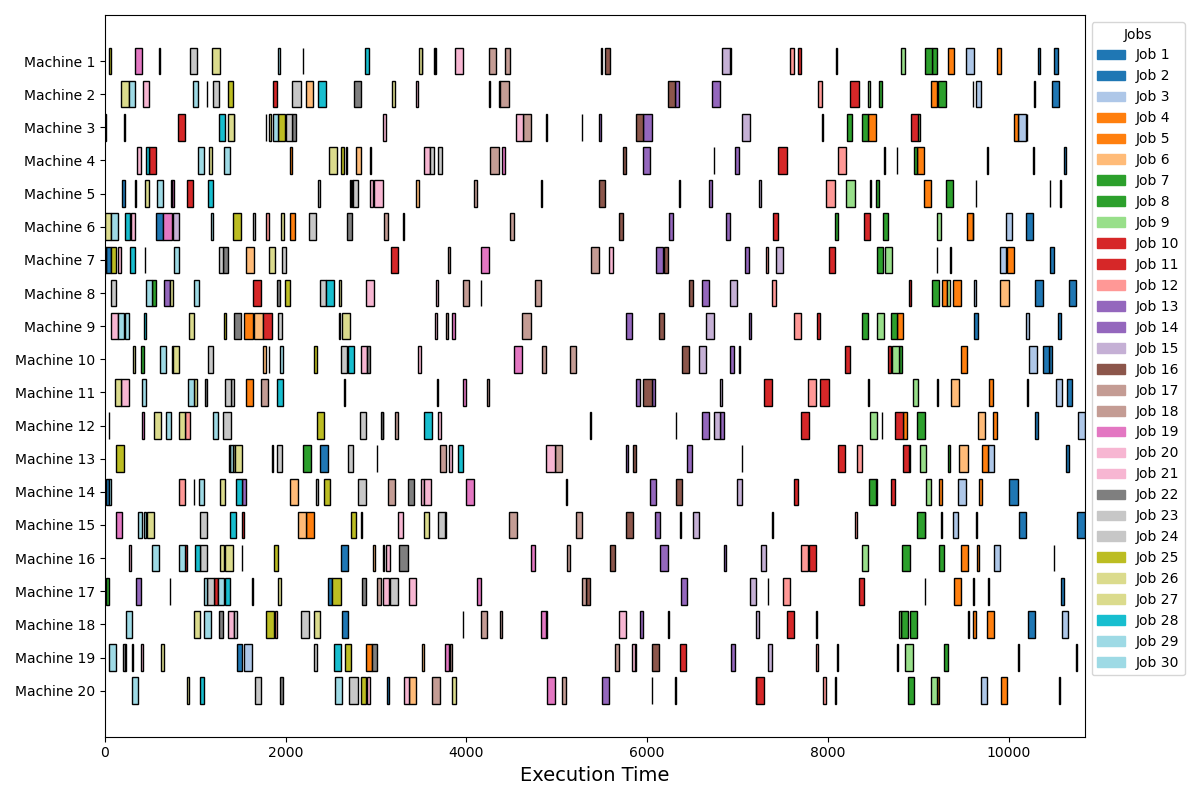 Machine 1
Machine 2
Machine 3
Machine 4
Machine 5
Machine 6
Machine 7
Machine 8
Machine 9
Machine 10
Machine 11
Machine 12
Machine 13
Machine 14
Machine 15
Machine 16
Machine 17
Machine 18
Machine 19
Machine 20
0 2000 4000 6000 8000 10000
Execution Time
Jobs
Job 1
Job 2
Job 3
Job 4
Job 5
Job 6
Job 7
Job 8
Job 9
Job 10
Job 11
Job 12
Job 13
Job 14
Job 15
Job 16
Job 17
Job 18
Job 19
Job 20
Job 21
Job 22
Job 23
Job 24
Job 25
Job 26
Job 27
Job 28
Job 29
Job 30